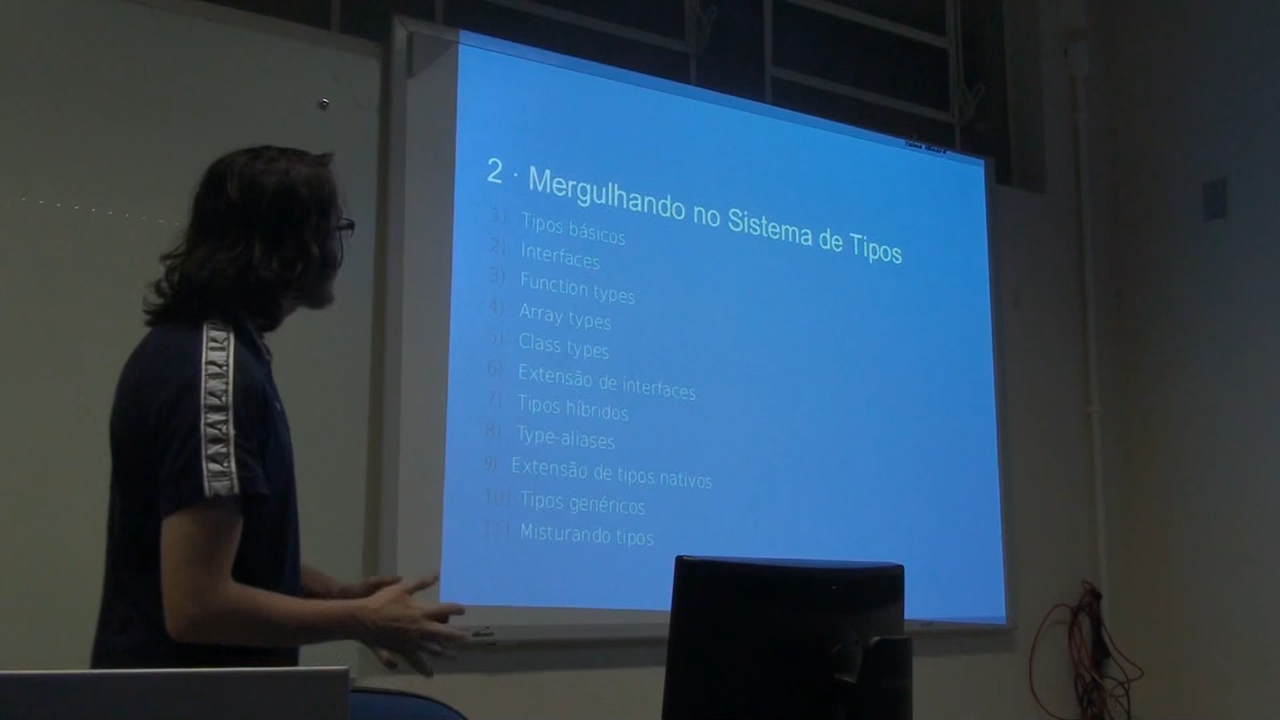 2 · Mergulhando no Sistema de Tipos
1) Tipos básicos
2) Interfaces
3) Function types
4) Array types
5) Class types
6) Extensão de interfaces
7) Tipos híbridos
8) Type-aliases
9) Extensão de tipos nativos
10) Tipos genéricos
11) Misturando tipos